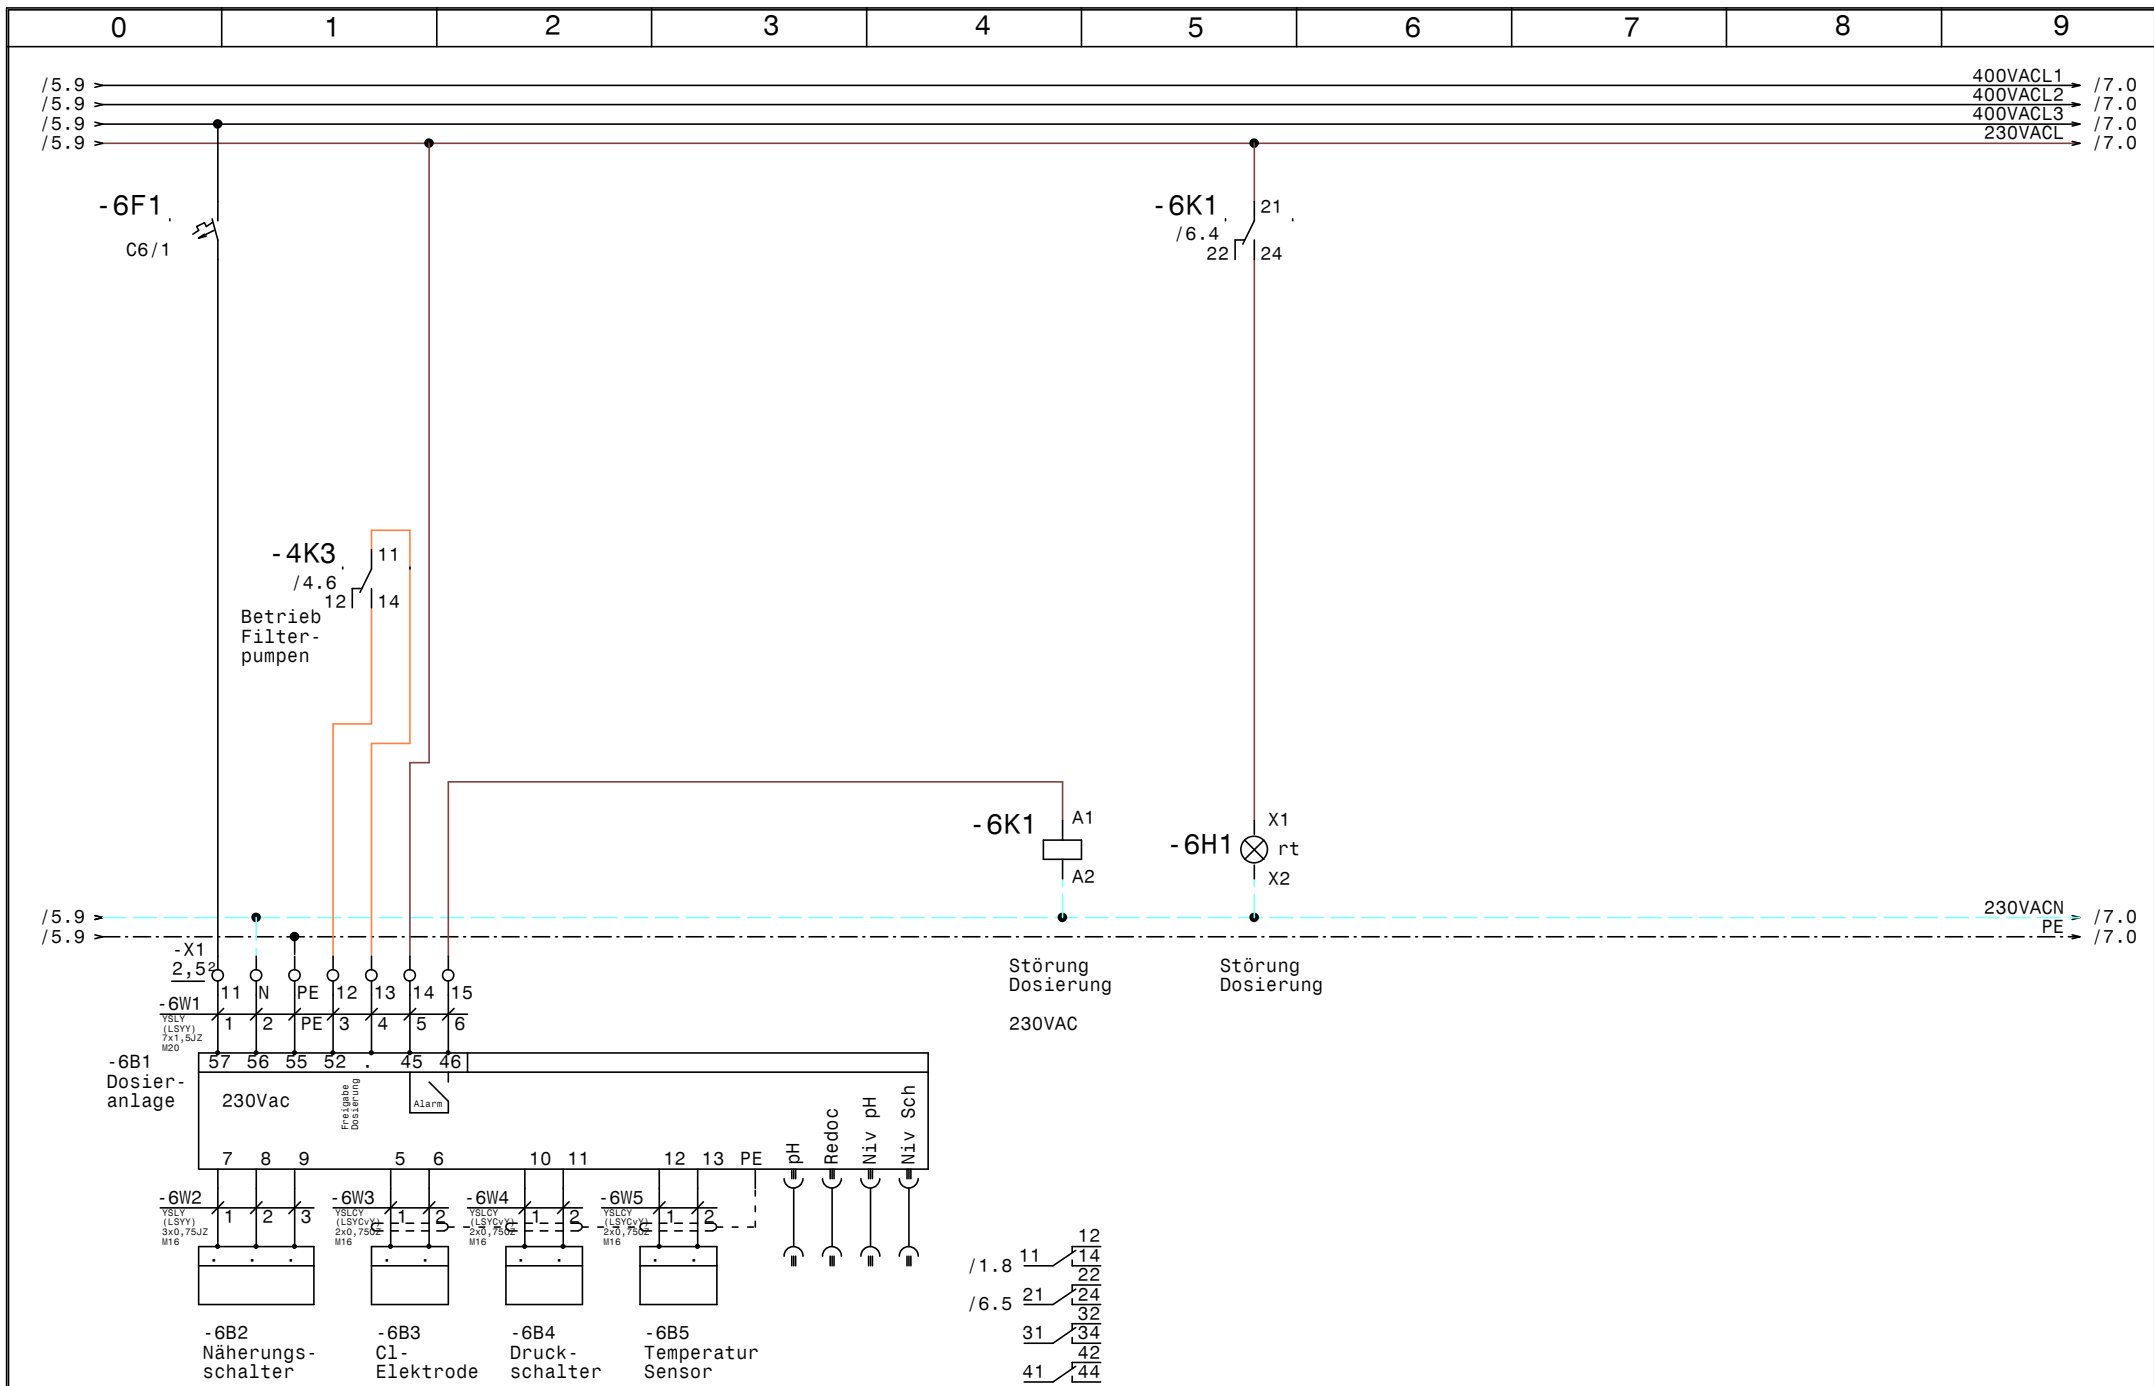 0 1 2 3 4 5 6 7 8 9
/5.9 400VACL1 /7.0
/5.9 400VACL2 /7.0
/5.9 400VACL3 /7.0
/5.9 230VACL /7.0
-6F1
C6/1
-6K1
/6.4
21
22 24
-4K3
/4.6
11
12 14
Betrieb
Filter-
pumpen
-6K1
A1
A2
-6H1
X1
rt
X2
/5.9 230VACN /7.0
/5.9 PE /7.0
-X1
2,5²
11 N PE 12 13 14 15
Störung
Dosierung
230VAC
Störung
Dosierung
-6W1
YSLY
(LSYY)
7x1,5JZ
M20
1 2 PE 3 4 5 6
-6B1
Dosier-
anlage
57 56 55 52 . 45 46
230Vac
Freigabe
Dosierung
Alarm
pH
Redoc
Niv pH
Niv Sch
7 8 9 5 6 10 11 12 13 PE
-6W2
YSLY
(LSYY)
3x0,75JZ
M16
1 2 3
-6W3
YSLCY
(LSYCvY)
2x0,75OZ
M16
1 2
-6W4
YSLCY
(LSYCvY)
2x0,75OZ
M16
1 2
-6W5
YSLCY
(LSYCvY)
2x0,75OZ
M16
1 2
-6B2
Näherungs-
schalter
-6B3
Cl-
Elektrode
-6B4
Druck-
schalter
-6B5
Temperatur
Sensor
12
/1.8 11 14
22
/6.5 21 24
32
31 34
42
41 44